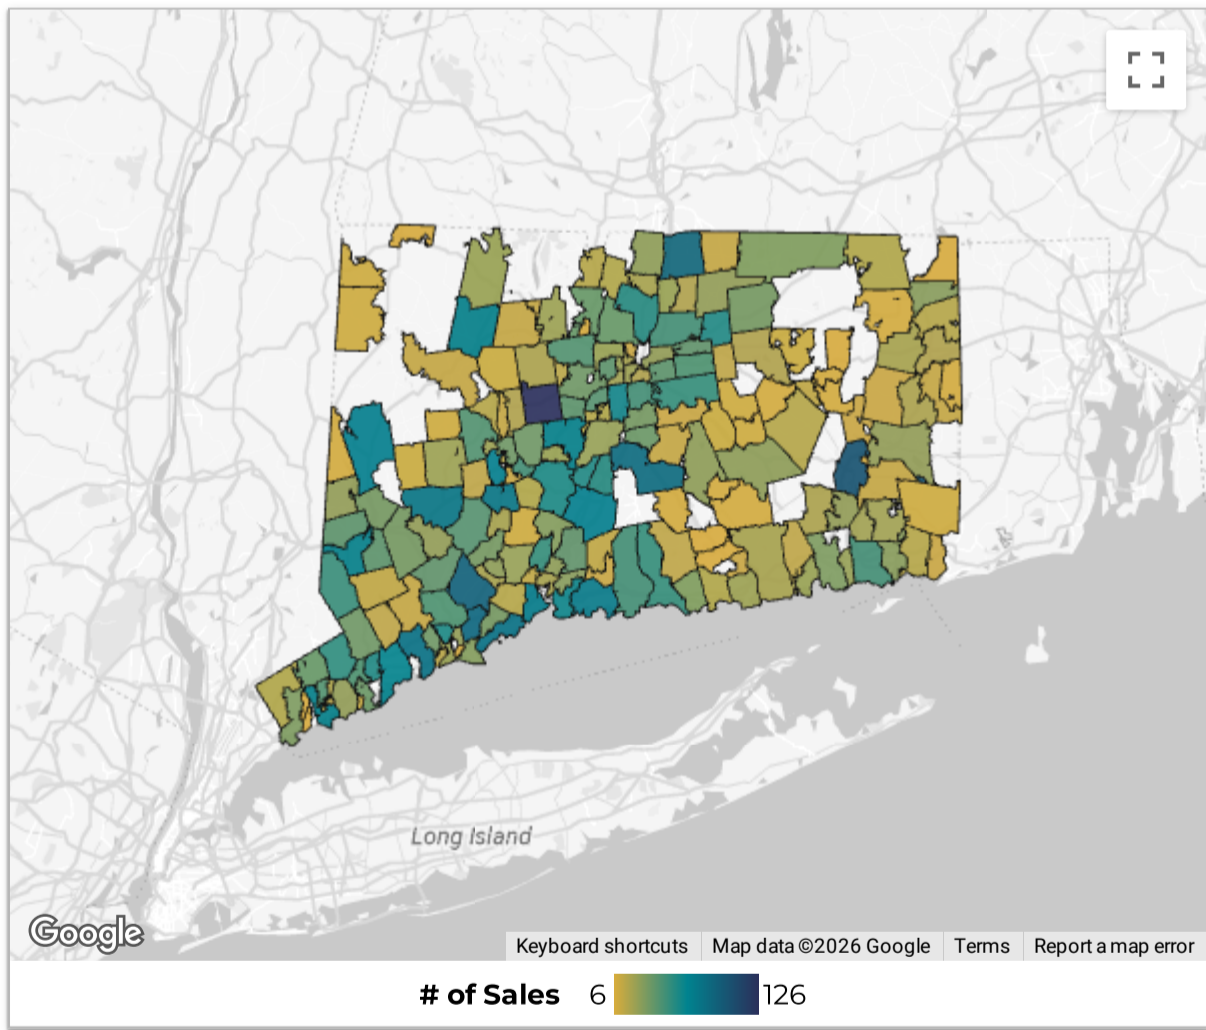 Long Island
Google
Keyboard shortcuts
Map data ©2026 Google
Terms
Report a map error
# of Sales 6 126